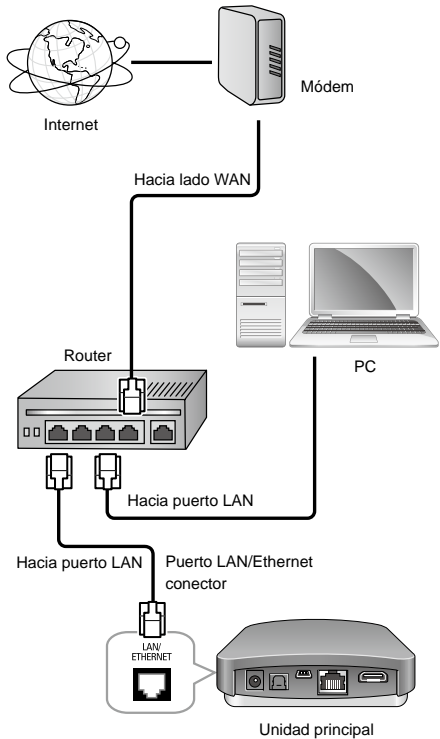 Internet
Módem
Hacia lado WAN
Router
PC
Hacia puerto LAN
Hacia puerto LAN
Puerto LAN/Ethernet
conector
LAN/
ETHERNET
Unidad principal